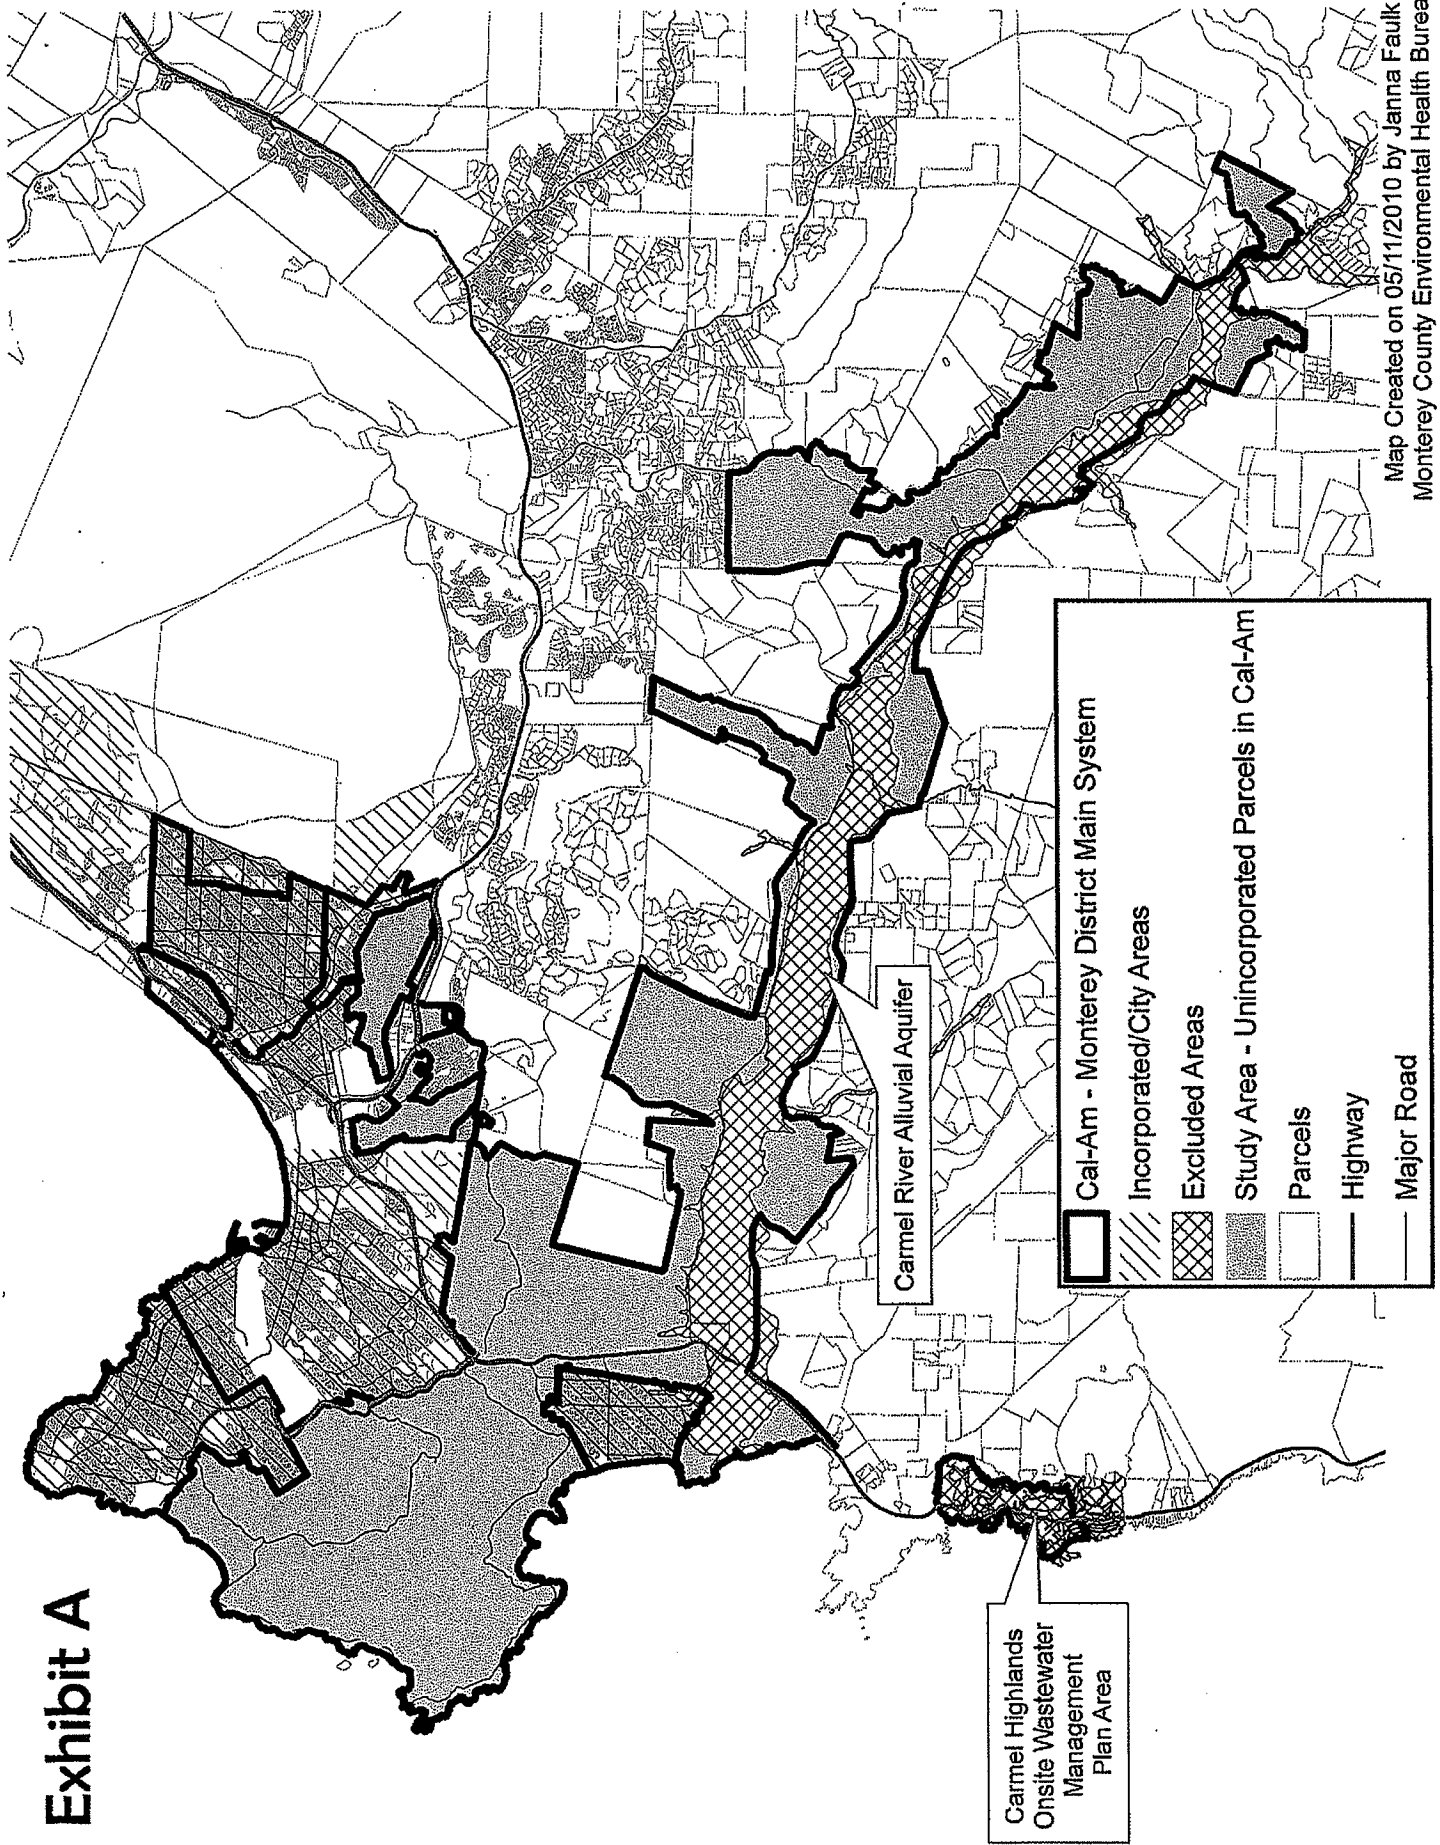 Exhibit A
Carmel Highlands
Onsite Wastewater
Management
Plan Area
Carmel River Alluvial Aquifer
Cal-Am - Monterey District Main System
Incorporated/City Areas
Excluded Areas
Study Area - Unincorporated Parcels in Cal-Am
Parcels
Highway
Major Road
Map Created on 05/11/2010 by Janna Faulk
Monterey County Environmental Health Burea